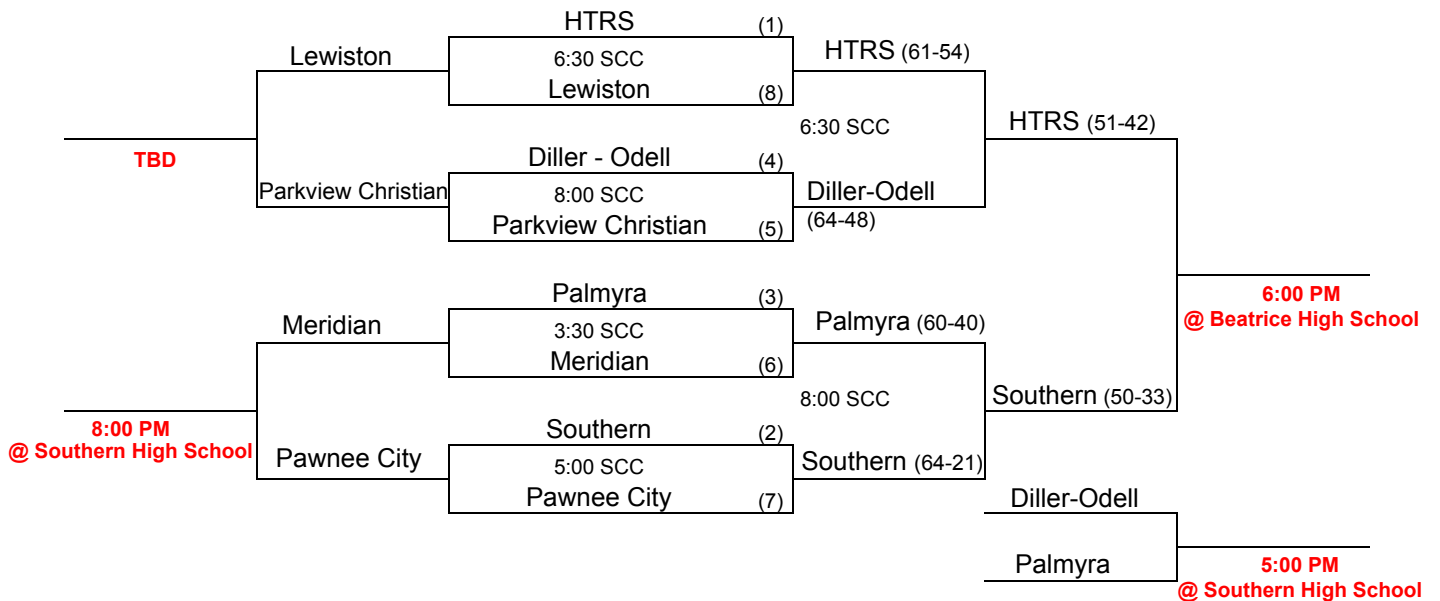 HTRS (1)
Lewiston
6:30 SCC
HTRS (61-54)
Lewiston (8)
6:30 SCC
HTRS (51-42)
TBD
Diller - Odell (4)
Parkview Christian
8:00 SCC
Diller-Odell
(64-48)
Parkview Christian (5)
Palmyra (3)
6:00 PM
@ Beatrice High School
Meridian
3:30 SCC
Palmyra (60-40)
Meridian (6)
8:00 SCC
Southern (50-33)
8:00 PM
@ Southern High School
Southern (2)
Pawnee City
5:00 SCC
Southern (64-21)
Pawnee City (7)
Diller-Odell
Palmyra
5:00 PM
@ Southern High School